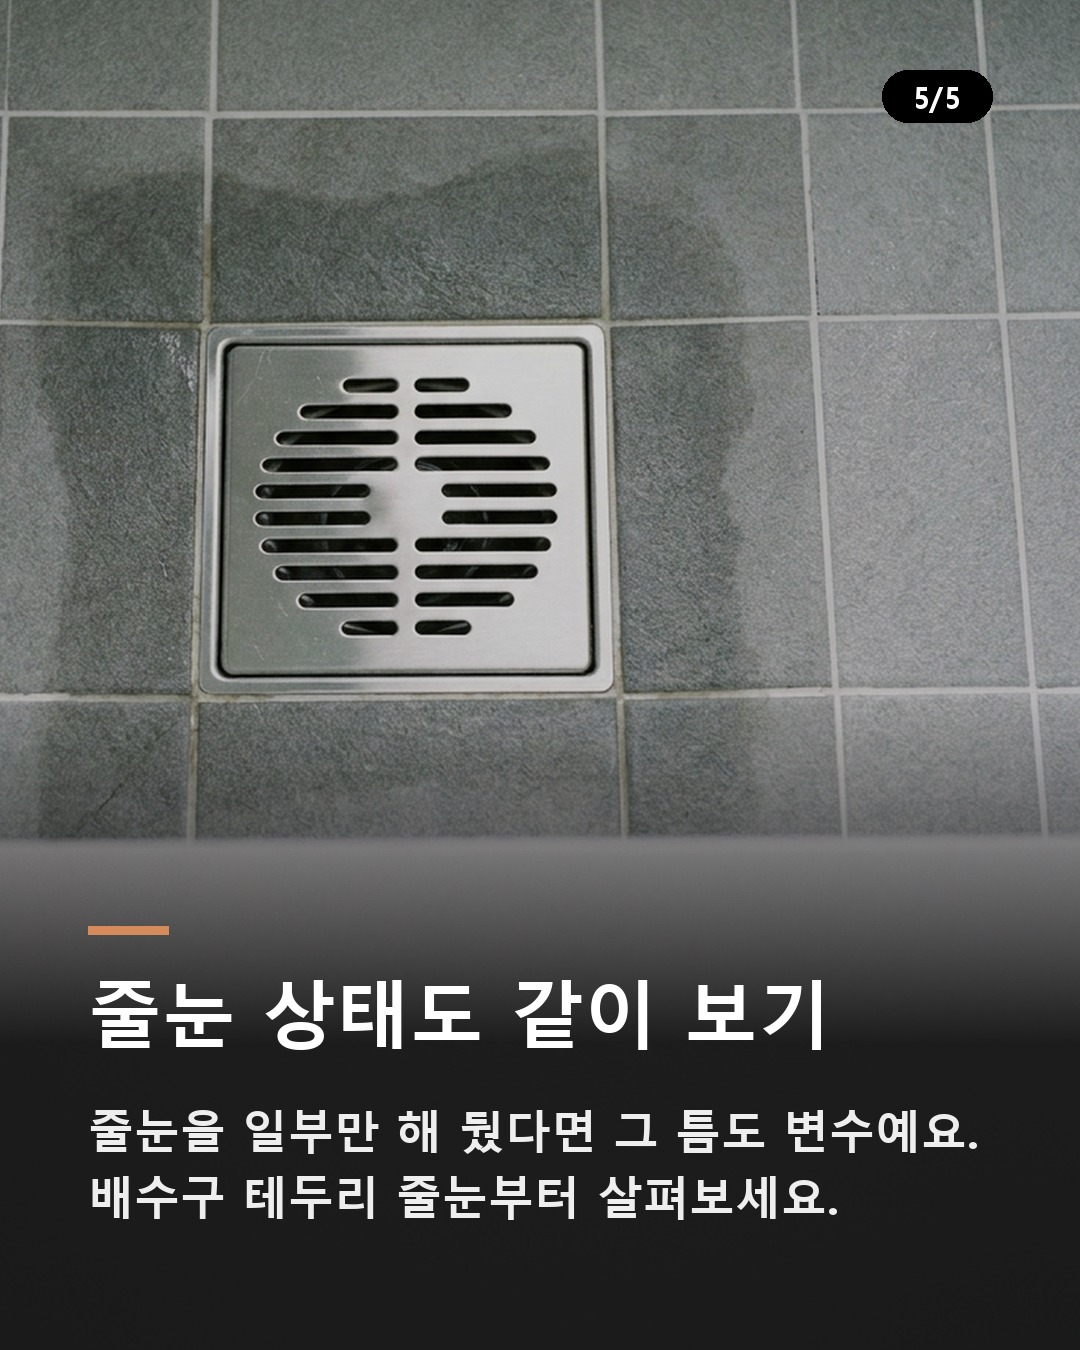 5/5
줄눈 상태도 같이 보기
줄눈을 일부만 해 뒀다면 그 틈도 변수예요.
배수구 테두리 줄눈부터 살펴보세요.